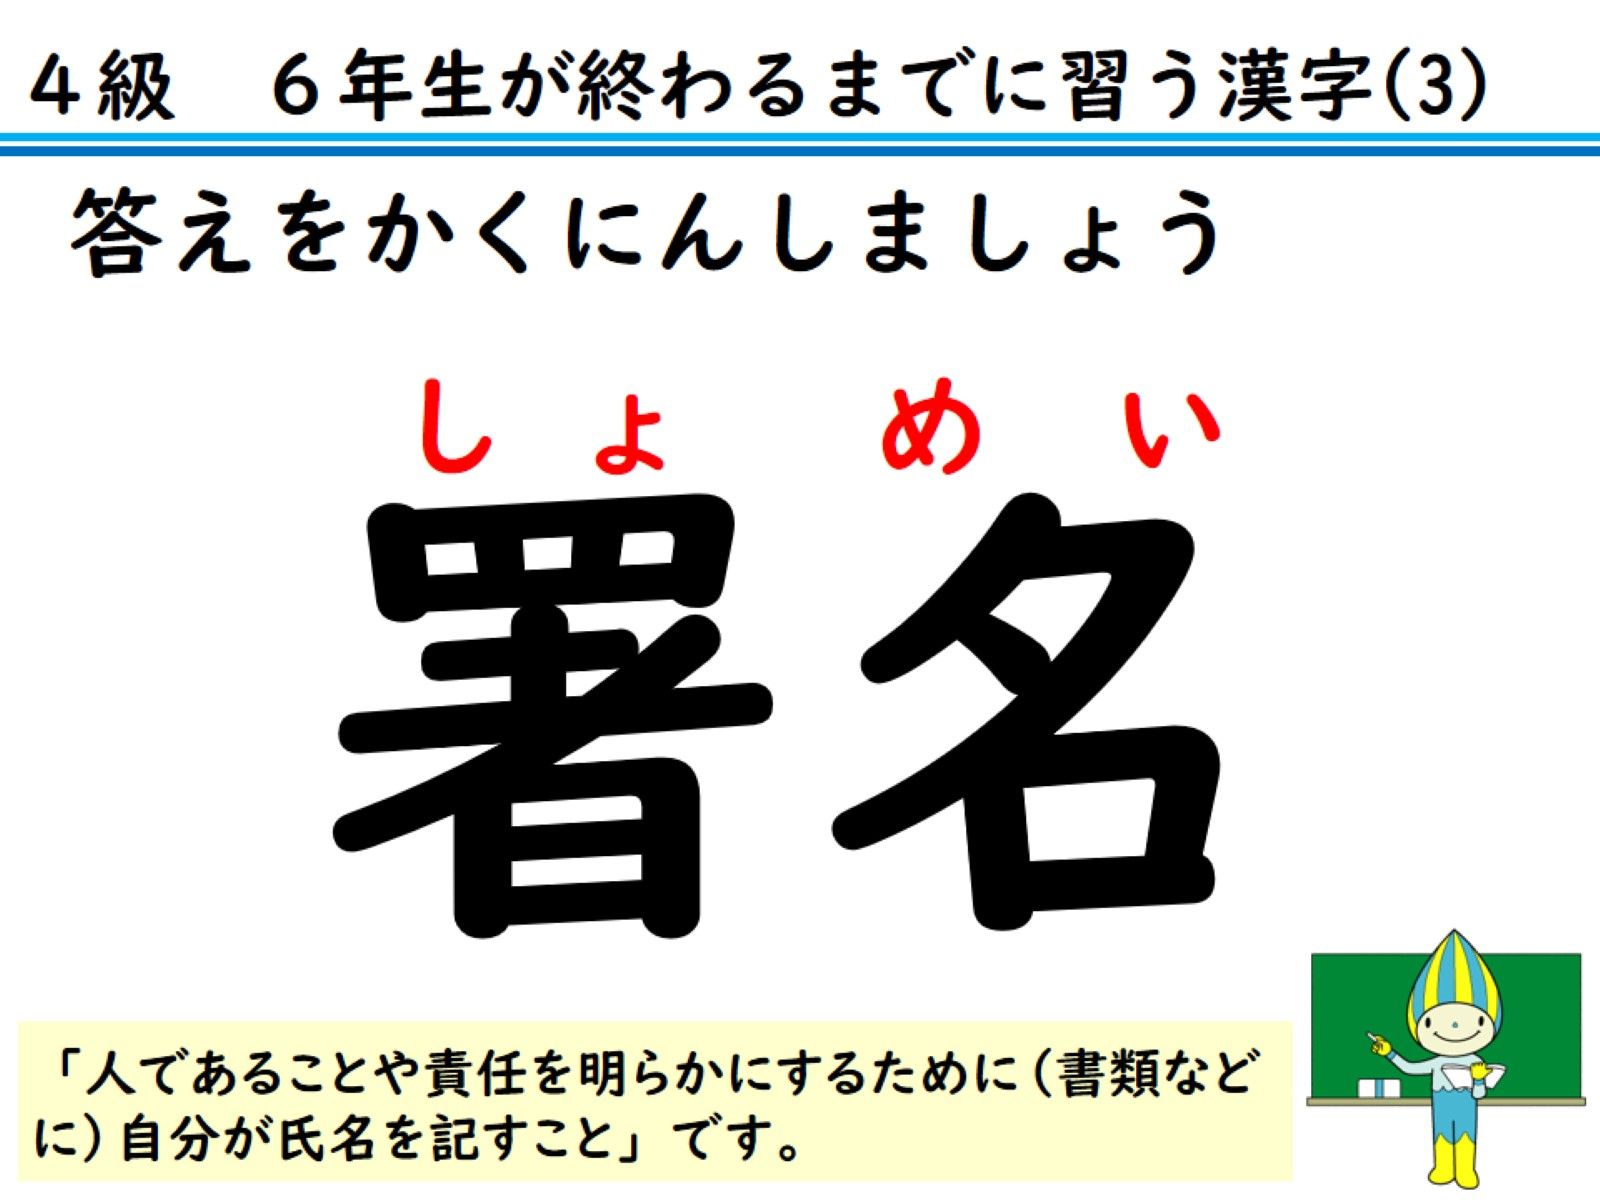 ４級　６年生が終わるまでに習う漢字(3)
答えをかくにんしましょう
しょ　めい
署名
「人であることや責任を明らかにするために(書類など
に)自分が氏名を記すこと」です。